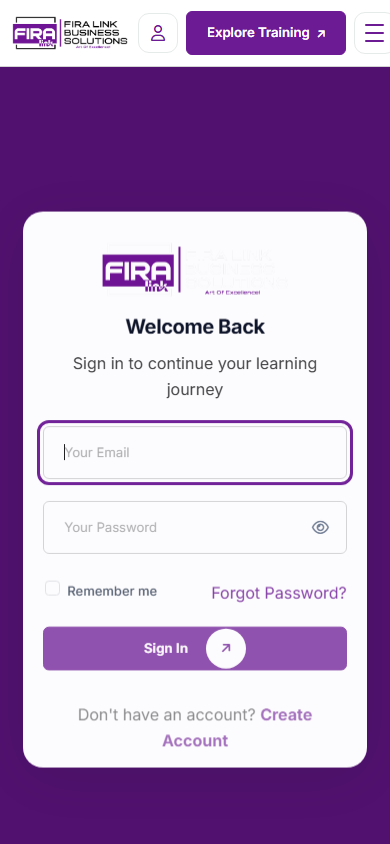 FIRA
link
FIRA LINK
BUSINESS
SOLUTIONS
Art Of Excellence!
Explore Training
FIRA
link
FIRA LINK
Art Of Excellence!
Welcome Back
Sign in to continue your learning
journey
Your Email
Your Password
Remember me
Forgot Password?
Sign In
Don't have an account? Create
Account